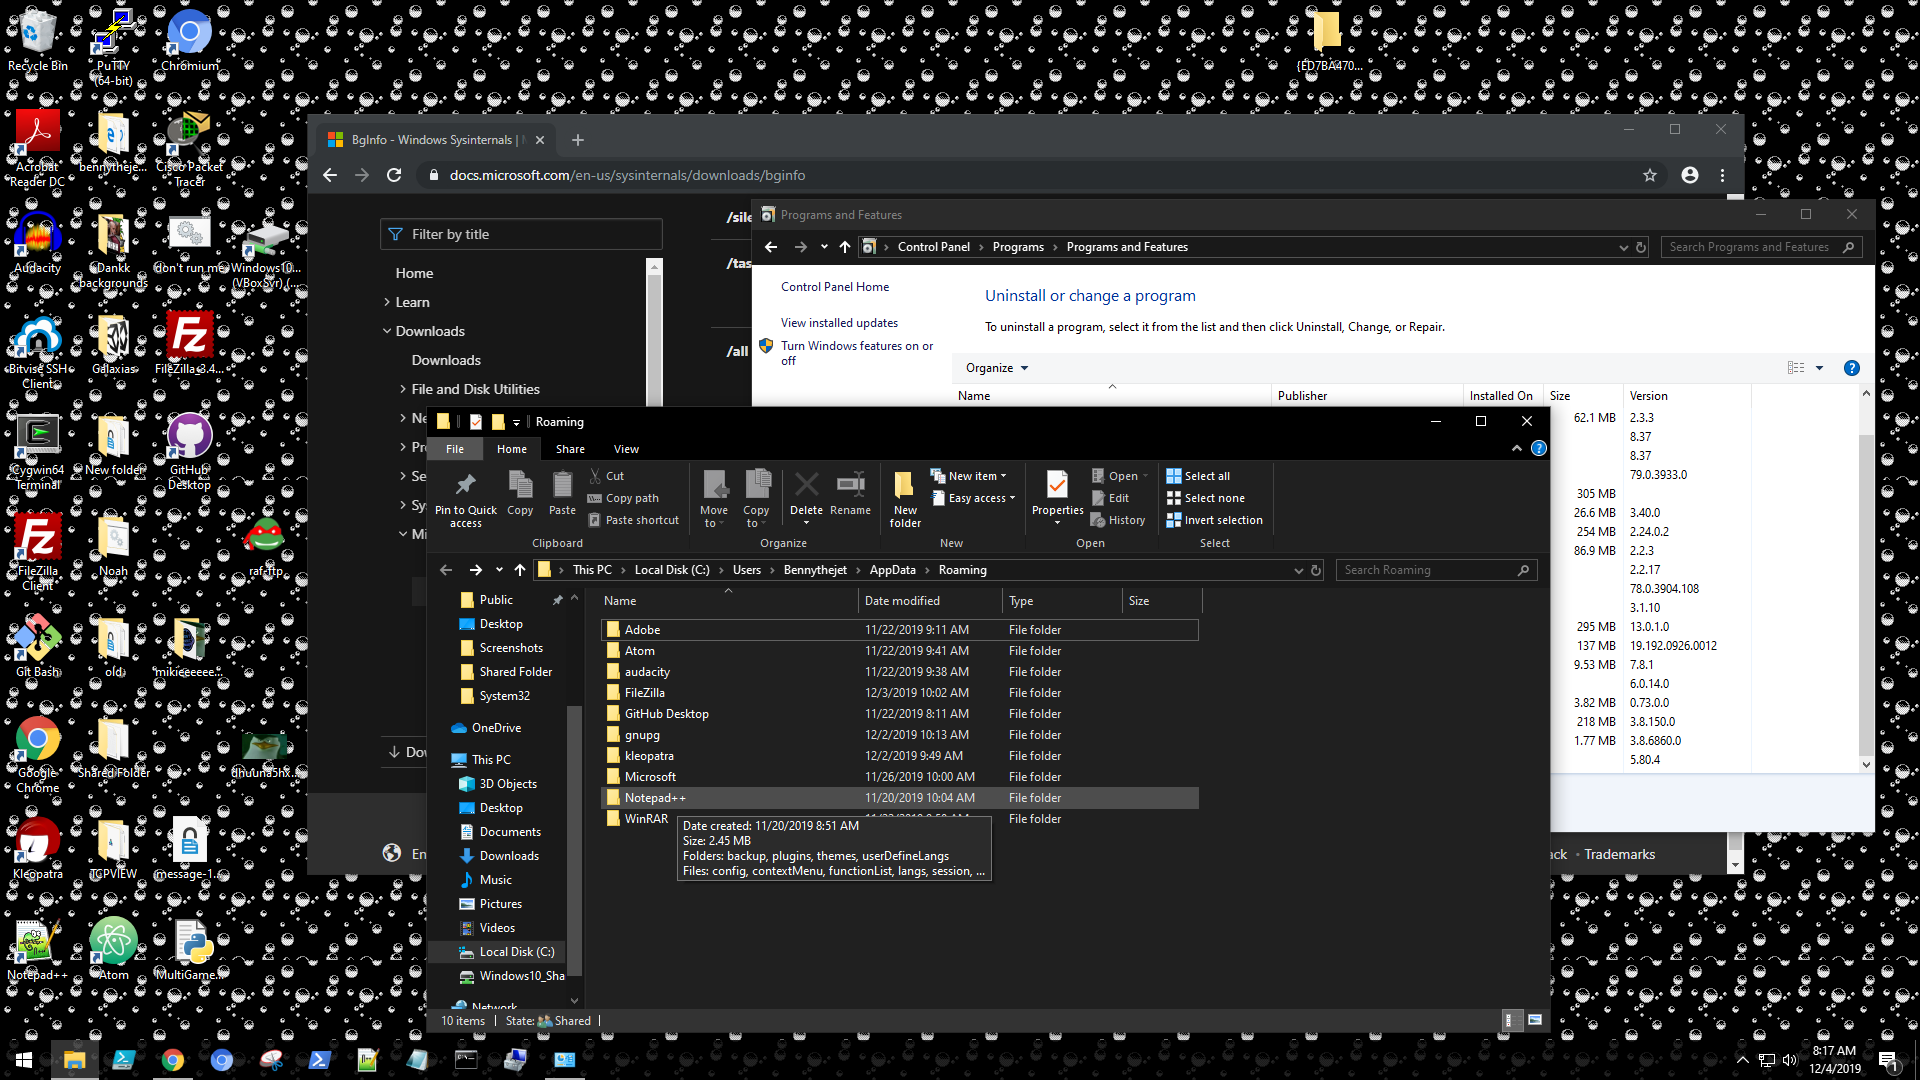 Recycle Bin
PuTTY
(64-bit)
Chromium
{ED7BA470...
Acrobat
Reader DC
bennytheje...
Cisco Packet
Tracer
Audacity
Dankk
backgrounds
don't run me
Windows10...
(VBoxSvr) (...
Bitvise SSH
Client
Galaxias
FileZilla_3.4...
Cygwin64
Terminal
New folder
GitHub
Desktop
FileZilla
Client
Noah
raf-ftp
Git Bash
old
mikieeeeee...
Google
Chrome
Shared Folder
dhuuna5hx...
Kleopatra
TCPVIEW
message-1...
Notepad++
Atom
MultiGame...
BgInfo - Windows Sysinternals |
docs.microsoft.com/en-us/sysinternals/downloads/bginfo
Filter by title
Home
Learn
Downloads
Downloads
File and Disk Utilities
/sile
/tas
/all
Ne
Pro
Se
Sys
Mi
Dow
En
ack • Trademarks
Programs and Features
Control Panel
Programs
Programs and Features
Search Programs and Features
Control Panel Home
View installed updates
Turn Windows features on or
off
Uninstall or change a program
To uninstall a program, select it from the list and then click Uninstall, Change, or Repair.
Organize
Name Publisher Installed On Size Version
62.1 MB 2.3.3
8.37
8.37
79.0.3933.0
305 MB
26.6 MB 3.40.0
254 MB 2.24.0.2
86.9 MB 2.2.3
2.2.17
78.0.3904.108
3.1.10
295 MB 13.0.1.0
137 MB 19.192.0926.0012
9.53 MB 7.8.1
6.0.14.0
3.82 MB 0.73.0.0
218 MB 3.8.150.0
1.77 MB 3.8.6860.0
5.80.4
Roaming
File Home Share View
Pin to Quick
access
Copy
Paste
Cut
Copy path
Paste shortcut
Clipboard
Move
to
Copy
to
Delete
Rename
Organize
New
folder
New item
Easy access
New
Properties
Open
Edit
History
Open
Select all
Select none
Invert selection
Select
This PC
Local Disk (C:)
Users
Bennythejet
AppData
Roaming
Search Roaming
Public
Desktop
Screenshots
Shared Folder
System32
OneDrive
This PC
3D Objects
Desktop
Documents
Downloads
Music
Pictures
Videos
Local Disk (C:)
Windows10_Sha
Network
Name Date modified Type Size
Adobe 11/22/2019 9:11 AM File folder
Atom 11/22/2019 9:41 AM File folder
audacity 11/22/2019 9:38 AM File folder
FileZilla 12/3/2019 10:02 AM File folder
GitHub Desktop 11/22/2019 8:11 AM File folder
gnupg 12/2/2019 10:13 AM File folder
kleopatra 12/2/2019 9:49 AM File folder
Microsoft 11/26/2019 10:00 AM File folder
Notepad++ 11/20/2019 10:04 AM File folder
WinRAR File folder
Date created: 11/20/2019 8:51 AM
Size: 2.45 MB
Folders: backup, plugins, themes, userDefineLangs
Files: config, contextMenu, functionList, langs, session, ...
10 items
State: Shared
8:17 AM
12/4/2019
1